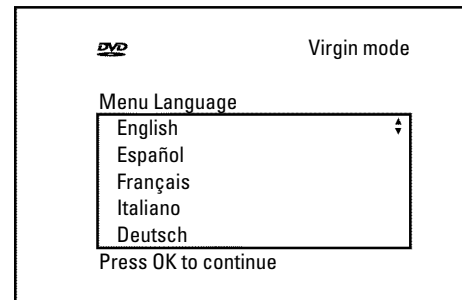 DVD
Virgin mode
Menu Language
English
Español
Français
Italiano
Deutsch
Press OK to continue